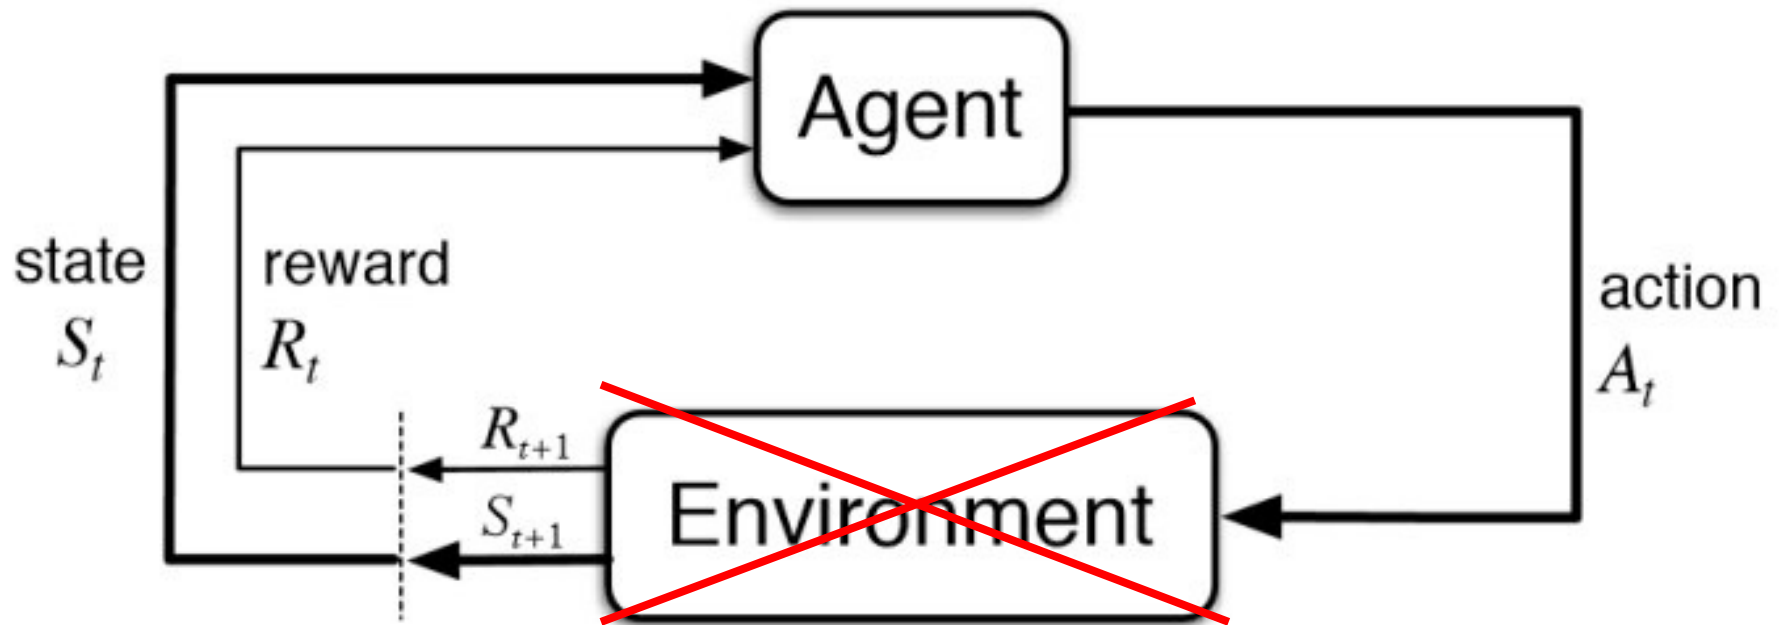 Agent
state
S_t
reward
R_t
action
A_t
R_{t+1}
S_{t+1}
Environment